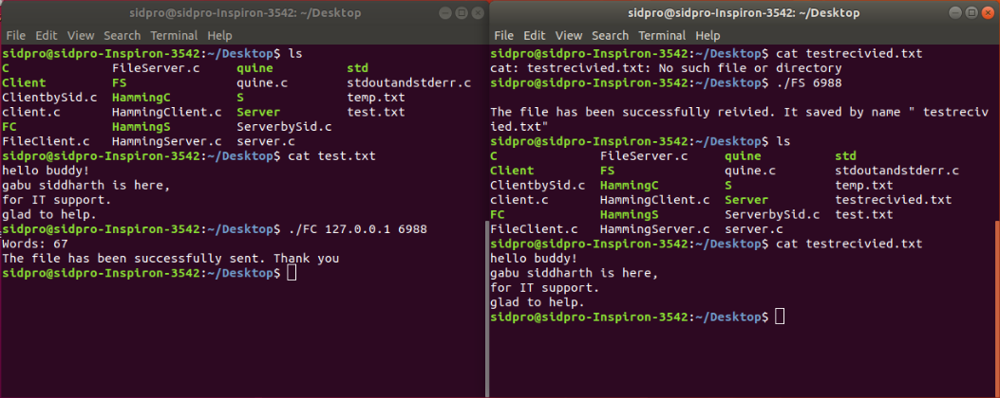 sidpro@sidpro-Inspiron-3542: ~/Desktop
File Edit View Search Terminal Help
sidpro@sidpro-Inspiron-3542:~/Desktop$ ls
C FileServer.c quine std
Client FS quine.c stdoutandstderr.c
ClientbySid.c HammingC S temp.txt
client.c HammingClient.c Server test.txt
FC HammingS ServerbySid.c
FileClient.c HammingServer.c server.c
sidpro@sidpro-Inspiron-3542:~/Desktop$ cat test.txt
hello buddy!
gabu siddharth is here,
for IT support.
glad to help.
sidpro@sidpro-Inspiron-3542:~/Desktop$ ./FC 127.0.0.1 6988
Words: 67
The file has been successfully sent. Thank you
sidpro@sidpro-Inspiron-3542:~/Desktop$
sidpro@sidpro-Inspiron-3542: ~/Desktop
File Edit View Search Terminal Help
sidpro@sidpro-Inspiron-3542:~/Desktop$ cat testrecivied.txt
cat: testrecivied.txt: No such file or directory
sidpro@sidpro-Inspiron-3542:~/Desktop$ ./FS 6988
The file has been successfully reivied. It saved by name " testreciv
ied.txt"
sidpro@sidpro-Inspiron-3542:~/Desktop$ ls
C FileServer.c quine std
Client FS quine.c stdoutandstderr.c
ClientbySid.c HammingC S temp.txt
client.c HammingClient.c Server testrecivied.txt
FC HammingS ServerbySid.c test.txt
FileClient.c HammingServer.c server.c
sidpro@sidpro-Inspiron-3542:~/Desktop$ cat testrecivied.txt
hello buddy!
gabu siddharth is here,
for IT support.
glad to help.
sidpro@sidpro-Inspiron-3542:~/Desktop$